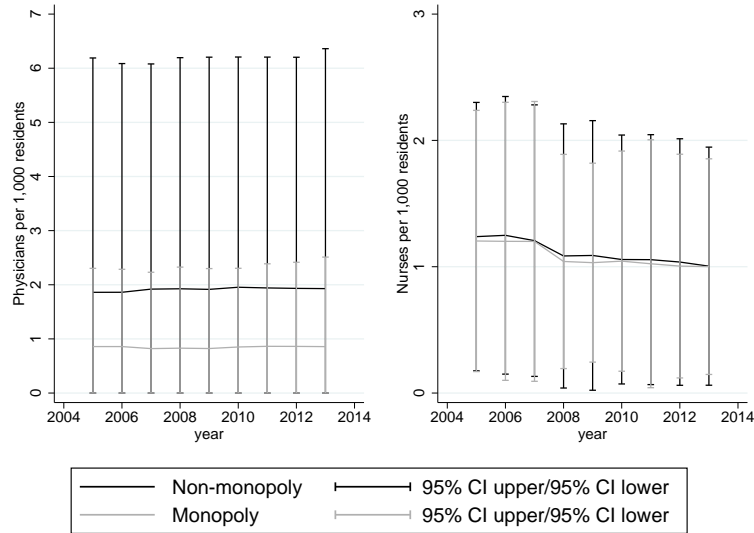 Physicians per 1,000 residents
7
6
5
4
3
2
1
0
2004 2006 2008 2010 2012 2014
year
Nurses per 1,000 residents
3
2
1
0
2004 2006 2008 2010 2012 2014
year
Non-monopoly 95% CI upper/95% CI lower
Monopoly 95% CI upper/95% CI lower